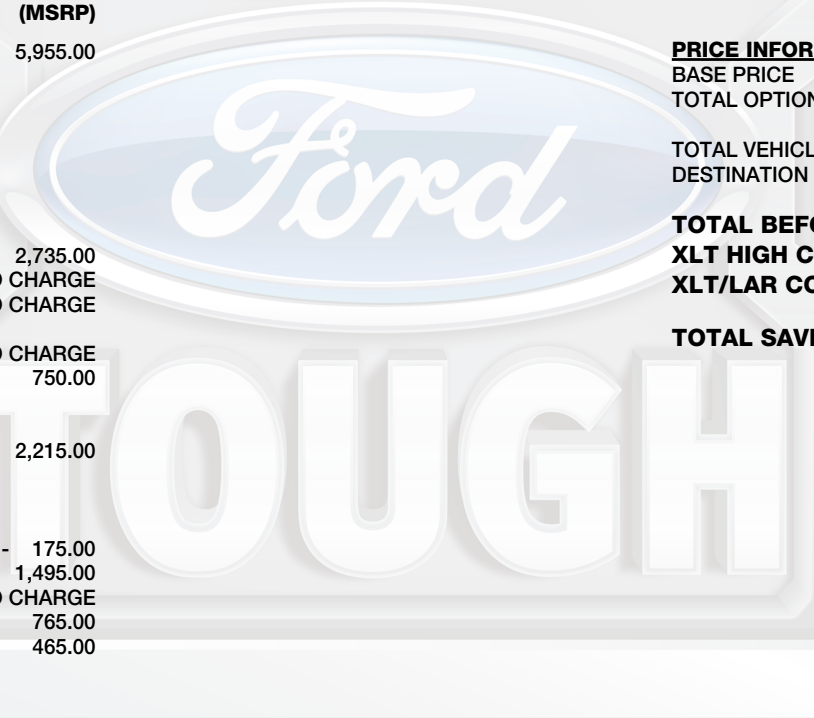 (MSRP)
5,955.00
2,735.00
CHARGE
CHARGE
CHARGE
750.00
2,215.00
- 175.00
1,495.00
CHARGE
765.00
465.00
PRICE INFOR
BASE PRICE
TOTAL OPTION
TOTAL VEHICL
DESTINATION
TOTAL BEFO
XLT HIGH C
XLT/LAR CO
TOTAL SAVI
Ford
TOUGH